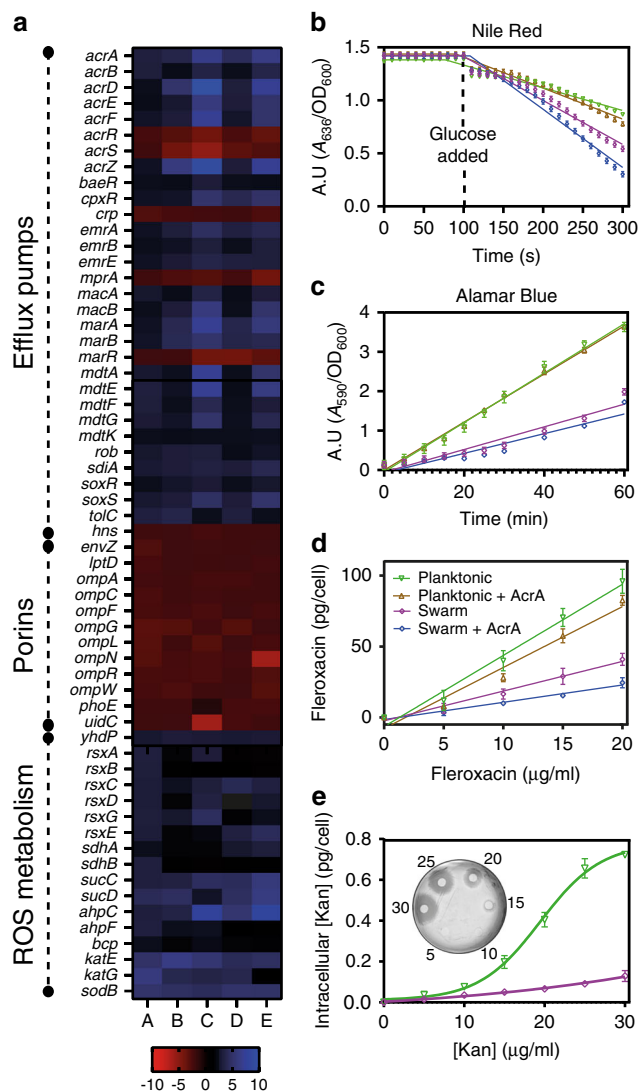 a
Efflux pumps
Porins
ROS metabolism
acrA
acrB
acrD
acrE
acrF
acrR
acrS
acrZ
baeR
cpxR
crp
emrA
emrB
emrE
mprA
macA
macB
marA
marB
marR
mdtA
mdtE
mdtF
mdtG
mdtK
rob
sdiA
soxR
soxS
tolC
hns
envZ
lptD
ompA
ompC
ompF
ompG
ompL
ompN
ompR
ompW
phoE
uidC
yhdP
rsxA
rsxB
rsxC
rsxD
rsxG
rsxE
sdhA
sdhB
sucC
sucD
ahpC
ahpF
bcp
katE
katG
sodB
A B C D E
-10 -5 0 5 10
b
Nile Red
A.U (A636/OD600)
1.5
1.0
0.5
0.0
Glucose
added
0 50 100 150 200 250 300
Time (s)
c
Alamar Blue
A.U (A590/OD600)
4
3
2
1
0
0 20 40 60
Time (min)
d
Fleroxacin (pg/cell)
100
50
0
Planktonic
Planktonic + AcrA
Swarm
Swarm + AcrA
0 5 10 15 20
Fleroxacin (μg/ml)
e
Intracellular [Kan] (pg/cell)
0.8
0.6
0.4
0.2
0.0
25 20
30 15
5 10
0 10 20 30
[Kan] (μg/ml)